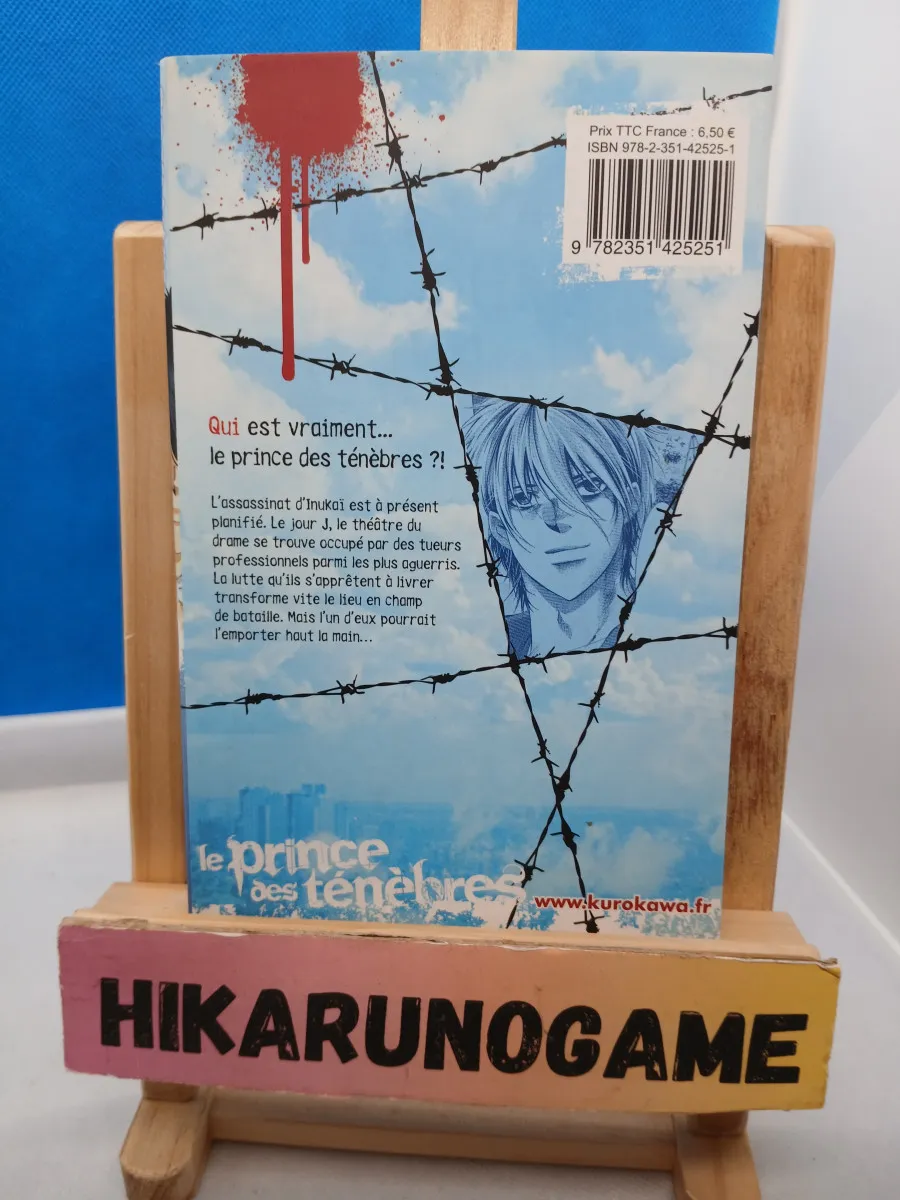 Prix TTC France : 6,50 €
ISBN 978-2-351-42525-1
9 782351 425251
Qui est vraiment...
le prince des ténèbres ?!
L'assassinat d'Inukaï est à présent
planifié. Le jour J, le théâtre du
drame se trouve occupé par des tueurs
professionnels parmi les plus aguerris.
La lutte qu'ils s'apprêtent à livrer
transforme vite le lieu en champ
de bataille. Mais l'un d'eux pourrait
l'emporter haut la main...
le prince
des ténèbres
www.kurokawa.fr
HIKARUNOGAME